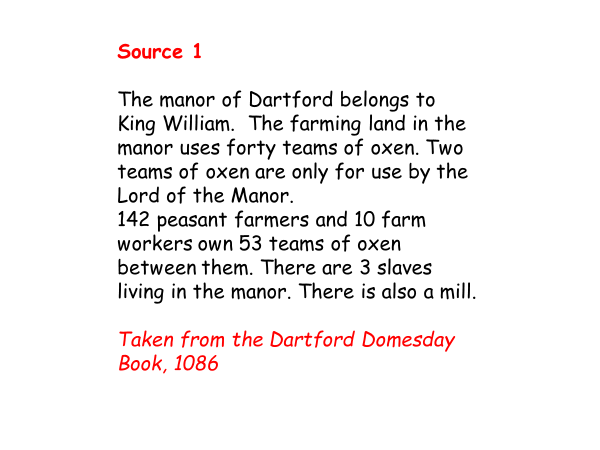 Source 1
The manor of Dartford belongs to
King William.  The farming land in the
manor uses forty teams of oxen. Two
teams of oxen are only for use by the
Lord of the Manor.
142 peasant farmers and 10 farm
workers own 53 teams of oxen
between them. There are 3 slaves
living in the manor. There is also a mill.
Taken from the Dartford Domesday
Book, 1086